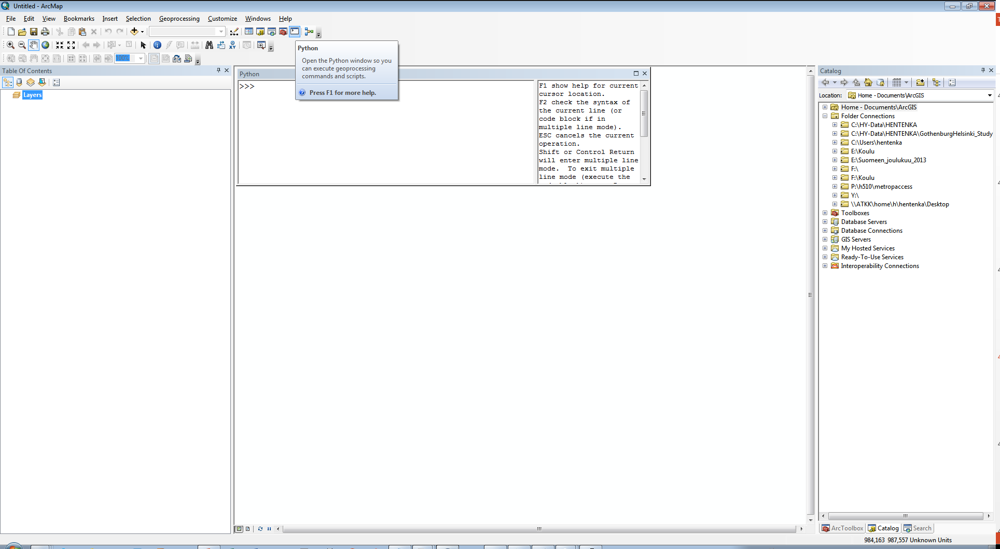 Untitled - ArcMap
File Edit View Bookmarks Insert Selection Geoprocessing Customize Windows Help
100%
Table Of Contents
Layers
Python
>>>
Python
Open the Python window so you
can execute geoprocessing
commands and scripts.
Press F1 for more help.
F1 show help for current
cursor location.
F2 check the syntax of
the current line (or
code block if in
multiple line mode).
ESC cancels the current
operation.
Shift or Control Return
will enter multiple line
mode.  To exit multiple
line mode (execute the
Catalog
Location: Home - Documents\ArcGIS
Home - Documents\ArcGIS
Folder Connections
C:\HY-Data\HENTENKA
C:\HY-Data\HENTENKA\GothenburgHelsinki_Study
C:\Users\hentenka
E:\Koulu
E:\Suomeen_joulukuu_2013
F:\
F:\Koulu
P:\h510\metropaccess
Y:\
\\ATKK\home\h\hentenka\Desktop
Toolboxes
Database Servers
Database Connections
GIS Servers
My Hosted Services
Ready-To-Use Services
Interoperability Connections
ArcToolbox Catalog Search
984,163 987,557 Unknown Units